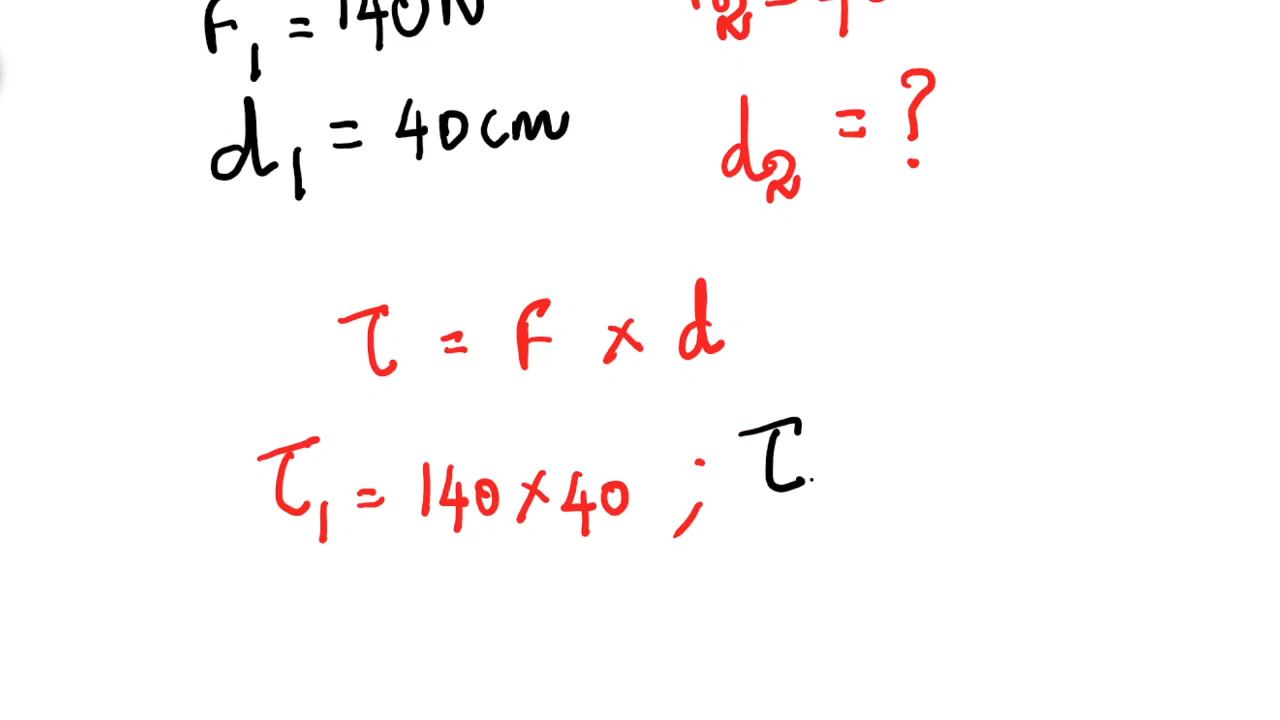 F₁ = 140N
d₁ = 40cm d₂ = ?
τ = F × d
τ₁ = 140 × 40 ; τ